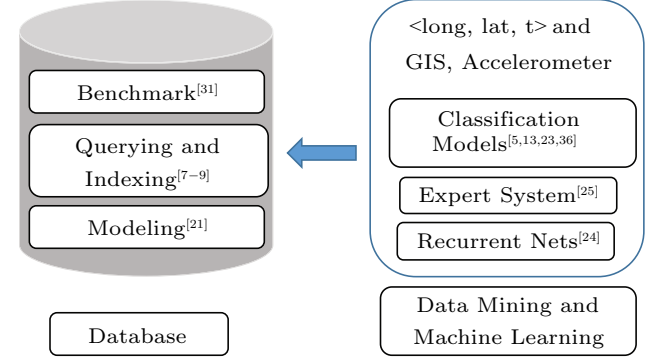 Benchmark[31]
Querying and
Indexing[7–9]
Modeling[21]
Database
<long, lat, t> and
GIS, Accelerometer
Classification
Models[5,13,23,36]
Expert System[25]
Recurrent Nets[24]
Data Mining and
Machine Learning